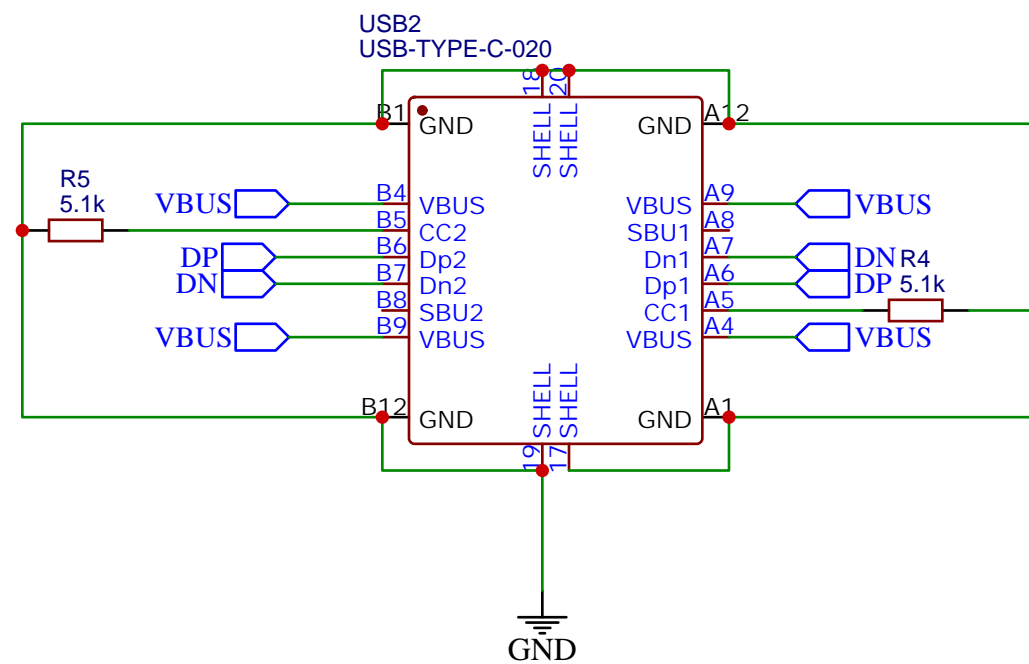 USB2
USB-TYPE-C-020
18
20
B1
GND
SHELL
SHELL
GND
A12
R5
5.1k
VBUS
B4
VBUS
VBUS
A9
VBUS
B5
CC2
SBU1
A8
DP
B6
Dp2
Dn1
A7
DN
R4
5.1k
DN
B7
Dn2
Dp1
A6
DP
B8
SBU2
CC1
A5
VBUS
B9
VBUS
VBUS
A4
VBUS
B12
GND
SHELL
SHELL
GND
A1
19
17
GND